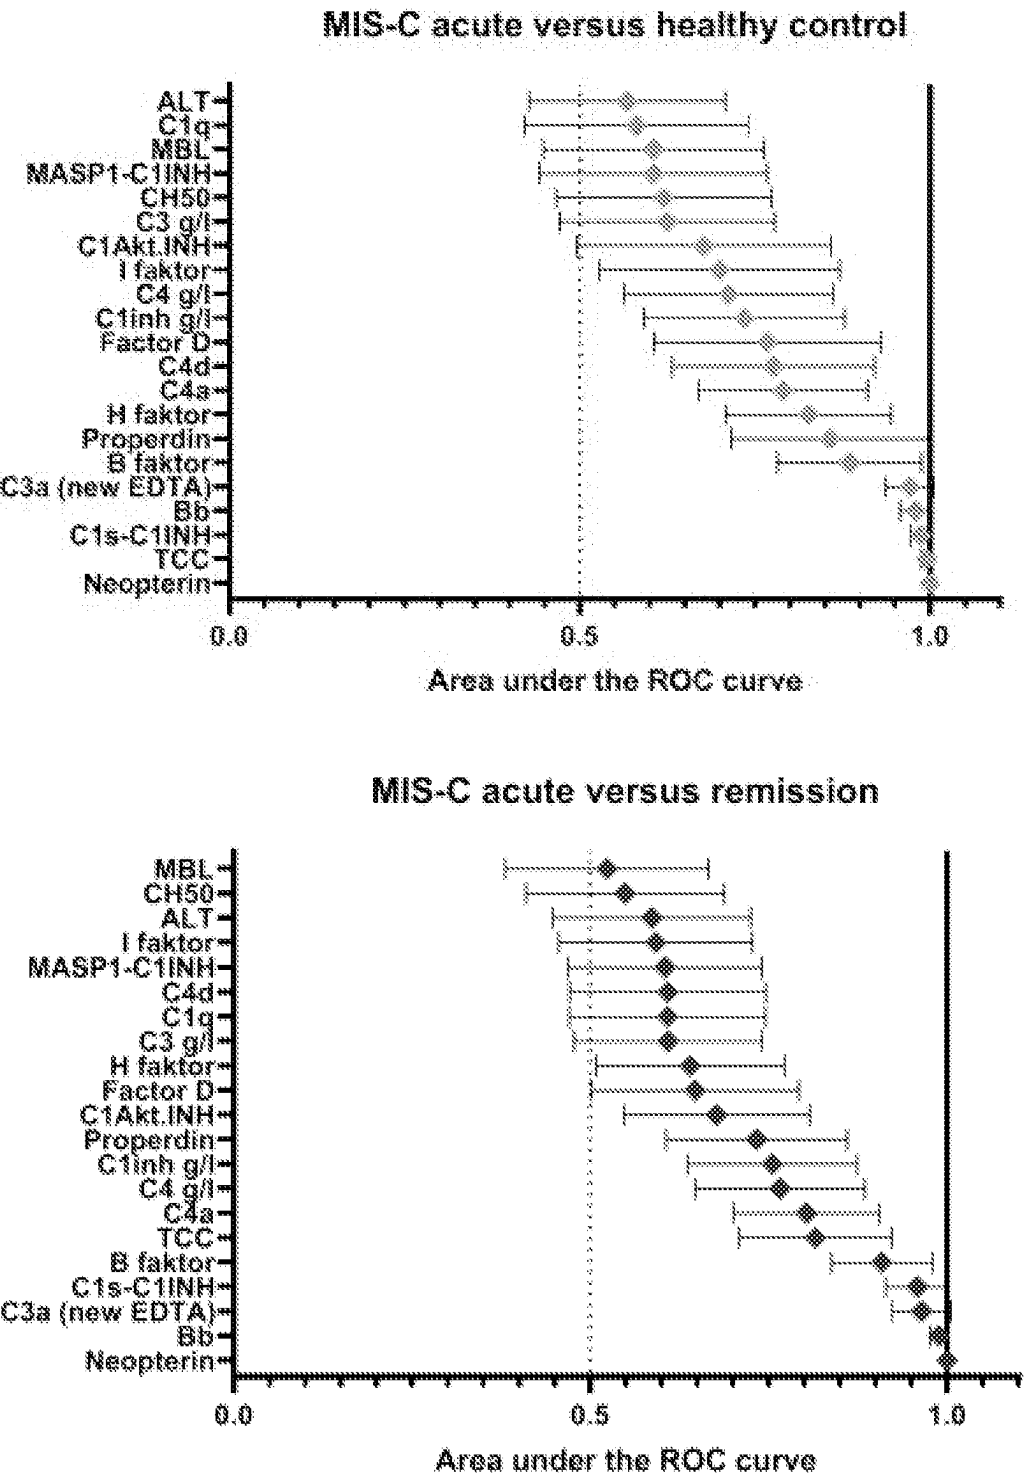 MIS-C acute versus healthy control
ALT
C1q
MBL
MASP1-C1INH
CH50
C3 g/l
C1Akt.INH
I faktor
C4 g/l
C1inh g/l
Factor D
C4d
C4a
H faktor
Properdin
B faktor
C3a (new EDTA)
Bb
C1s-C1INH
TCC
Neopterin
0.0 0.5 1.0
Area under the ROC curve
MIS-C acute versus remission
MBL
CH50
ALT
I faktor
MASP1-C1INH
C4d
C1q
C3 g/l
H faktor
Factor D
C1Akt.INH
Properdin
C1inh g/l
C4 g/l
C4a
TCC
B faktor
C1s-C1INH
C3a (new EDTA)
Bb
Neopterin
0.0 0.5 1.0
Area under the ROC curve